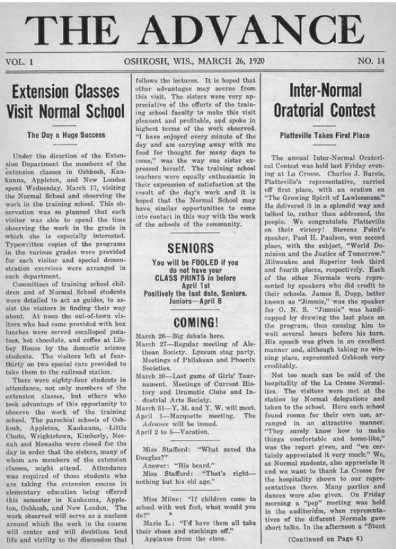 THE ADVANCE
VOL. 1
OSHKOSH, WIS., MARCH 26, 1920
NO. 14
Extension Classes
Visit Normal School
The Day a Huge Success
Under the direction of the Exten-
sion Department the members of the
extension classes in Oshkosh, Kau-
kauna, Appleton, and New London
spent Wednesday, March 17, visiting
the Normal School and observing the
work in the training school. This ob-
servation was so planned that each
visitor was able to spend the time
observing the work in the grade in
which she is especially interested.
Typewritten copies of the programs
in the various grades were provided
for each visitor and special demon-
stration exercises were arranged in
each department.
Committees of training school chil-
dren and of Normal School students
were detailed to act as guides, to as-
sist the visitors in finding their way
about. At noon the out-of-town vis-
itors who had come provided with box
lunches were served escalloped pota-
toes, hot chocolate, and coffee at Lib-
bey House by the domestic science
students. The visitors left at four-
thirty on two special cars provided to
take them to the railroad station.
There were eighty-four students in
attendance, not only members of the
extension classes, but others who
took advantage of this opportunity to
observe the work of the training
school. The parochial schools of Osh-
kosh, Appleton, Kaukauna, Little
Chute, Wrightstown, Kimberly, Nee-
nah and Menasha were closed for the
day in order that the sisters, many of
whom are members of the extension
classes, might attend. Attendance
was required of those students who
are taking the extension course in
elementary education being offered
this semester in Kaukauna, Apple-
ton, Oshkosh, and New London. The
work observed will serve as a nucleus
around which the work in the course
will center and will doubtless lend
life and vitality to the discussion that
follows the lectures. It is hoped that
other advantages may accrue from
this visit. The sisters were very ap-
preciative of the efforts of the train-
ing school faculty to make this visit
pleasant and profitable, and spoke in
highest terms of the work observed.
"I have enjoyed every minute of the
day and am carrying away with me
food for thought for many days to
come," was the way one sister ex-
pressed herself. The training school
teachers were equally enthusiastic in
their expression of satisfaction at the
result of the day's work and it is
hoped that the Normal School may
have similar opportunities to come
into contact in this way with the work
of the schools of the community.
SENIORS
You will be FOOLED if you
do not have your
CLASS PRINTS in before
April 1st
Positively the last date, Seniors.
Juniors—April 8
COMING!
March 26—Big debate here.
March 27—Regular meeting of Ale-
thean Society. Lyceum stag party.
Meetings of Philakean and Phoenix
Societies.
March 30—Last game of Girls' Tour-
nament. Meetings of Current Hist-
ory and Dramatic Clubs and In-
dustrial Arts Society.
March 31—Y. M. and Y. W. will meet.
April 1—Marquette meeting. The
Advance will be issued.
April 2 to 5—Vacation.
Miss Stafford: "What saved the
Douglas?"
Answer: "His beard."
Miss Stafford: "That's right—
nothing but his old age."
Miss Milne: "If children come to
school with wet foot, what would you
do?"
Marie L.: "I'd have them all take
their shoes and stockings off."
Applause from the class.
Inter-Normal
Oratorial Contest
Platteville Takes First Place
The annual Inter-Normal Oratori-
cal Contest was held last Friday even-
ing at La Crosse. Charles J. Barcis,
Platteville's representative, carried
off first place, with an oration on
"The Growing Spirit of Lawlessness."
He delivered it in a splendid way and
talked to, rather than addressed, the
people. We congratulate Platteville
on their victory! Stevens Point's
speaker, Paul H. Paulson, won second
place, with the subject, "World Do-
minion and the Justice of Tomorrow."
Milwaukee and Superior took third
and fourth places, respectively. Each
of the other Normals were repre-
sented by speakers who did credit to
their schools. James S. Dopp, better
known as "Jimmie," was the speaker
for O. N. S. "Jimmie" was handi-
capped by drawing the last place on
the program, thus causing him to
wait several hours before his turn.
His speech was given in an excellent
manner and, although taking no win-
ning place, represented Oshkosh very
creditably.
Not too much can be said of the
hospitality of the La Crosse Normal-
ites. The visitors were met at the
station by Normal delegations and
taken to the school. Here each school
found rooms for their own use, ar-
ranged in an attractive manner.
"They surely know how to make
things comfortable and home-like,"
was the report given, and "we cer-
tainly appreciated it very much." We,
as Normal students, also appreciate it
and we want to thank La Crosse for
the hospitality shown to our repre-
sentatives there. Many parties and
dances were also given. On Friday
morning a "pep" meeting was held
in the auditorium, when representa-
tives of the different Normals gave
short talks. In the afternoon a "Stunt
(Continued on Page 6)